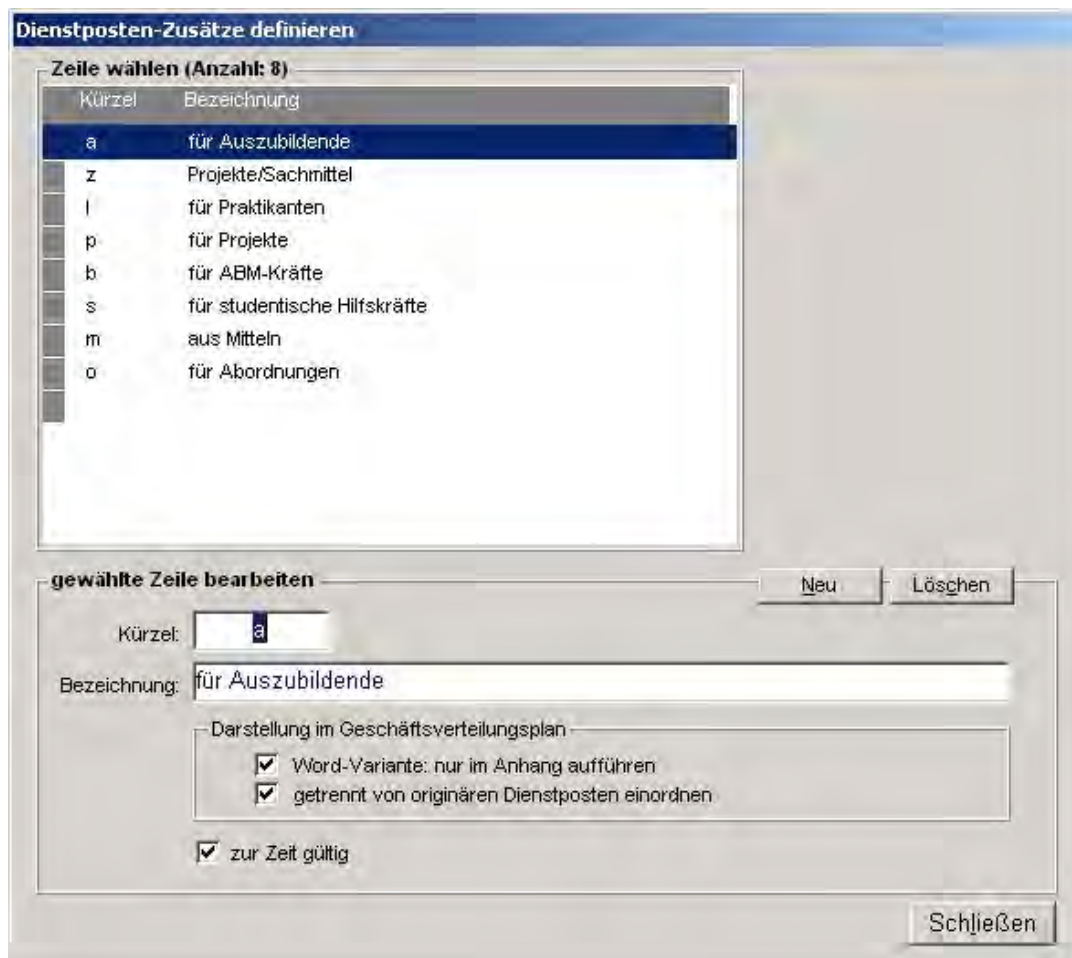 Dienstposten-Zusätze definieren
Zeile wählen (Anzahl: 8)
Kürzel Bezeichnung
a für Auszubildende
z Projekte/Sachmittel
l für Praktikanten
p für Projekte
b für ABM-Kräfte
s für studentische Hilfskräfte
m aus Mitteln
o für Abordnungen
gewählte Zeile bearbeiten Neu Löschen
Kürzel: a
Bezeichnung: für Auszubildende
Darstellung im Geschäftsverteilungsplan
Word-Variante: nur im Anhang aufführen
getrennt von originären Dienstposten einordnen
zur Zeit gültig
Schließen